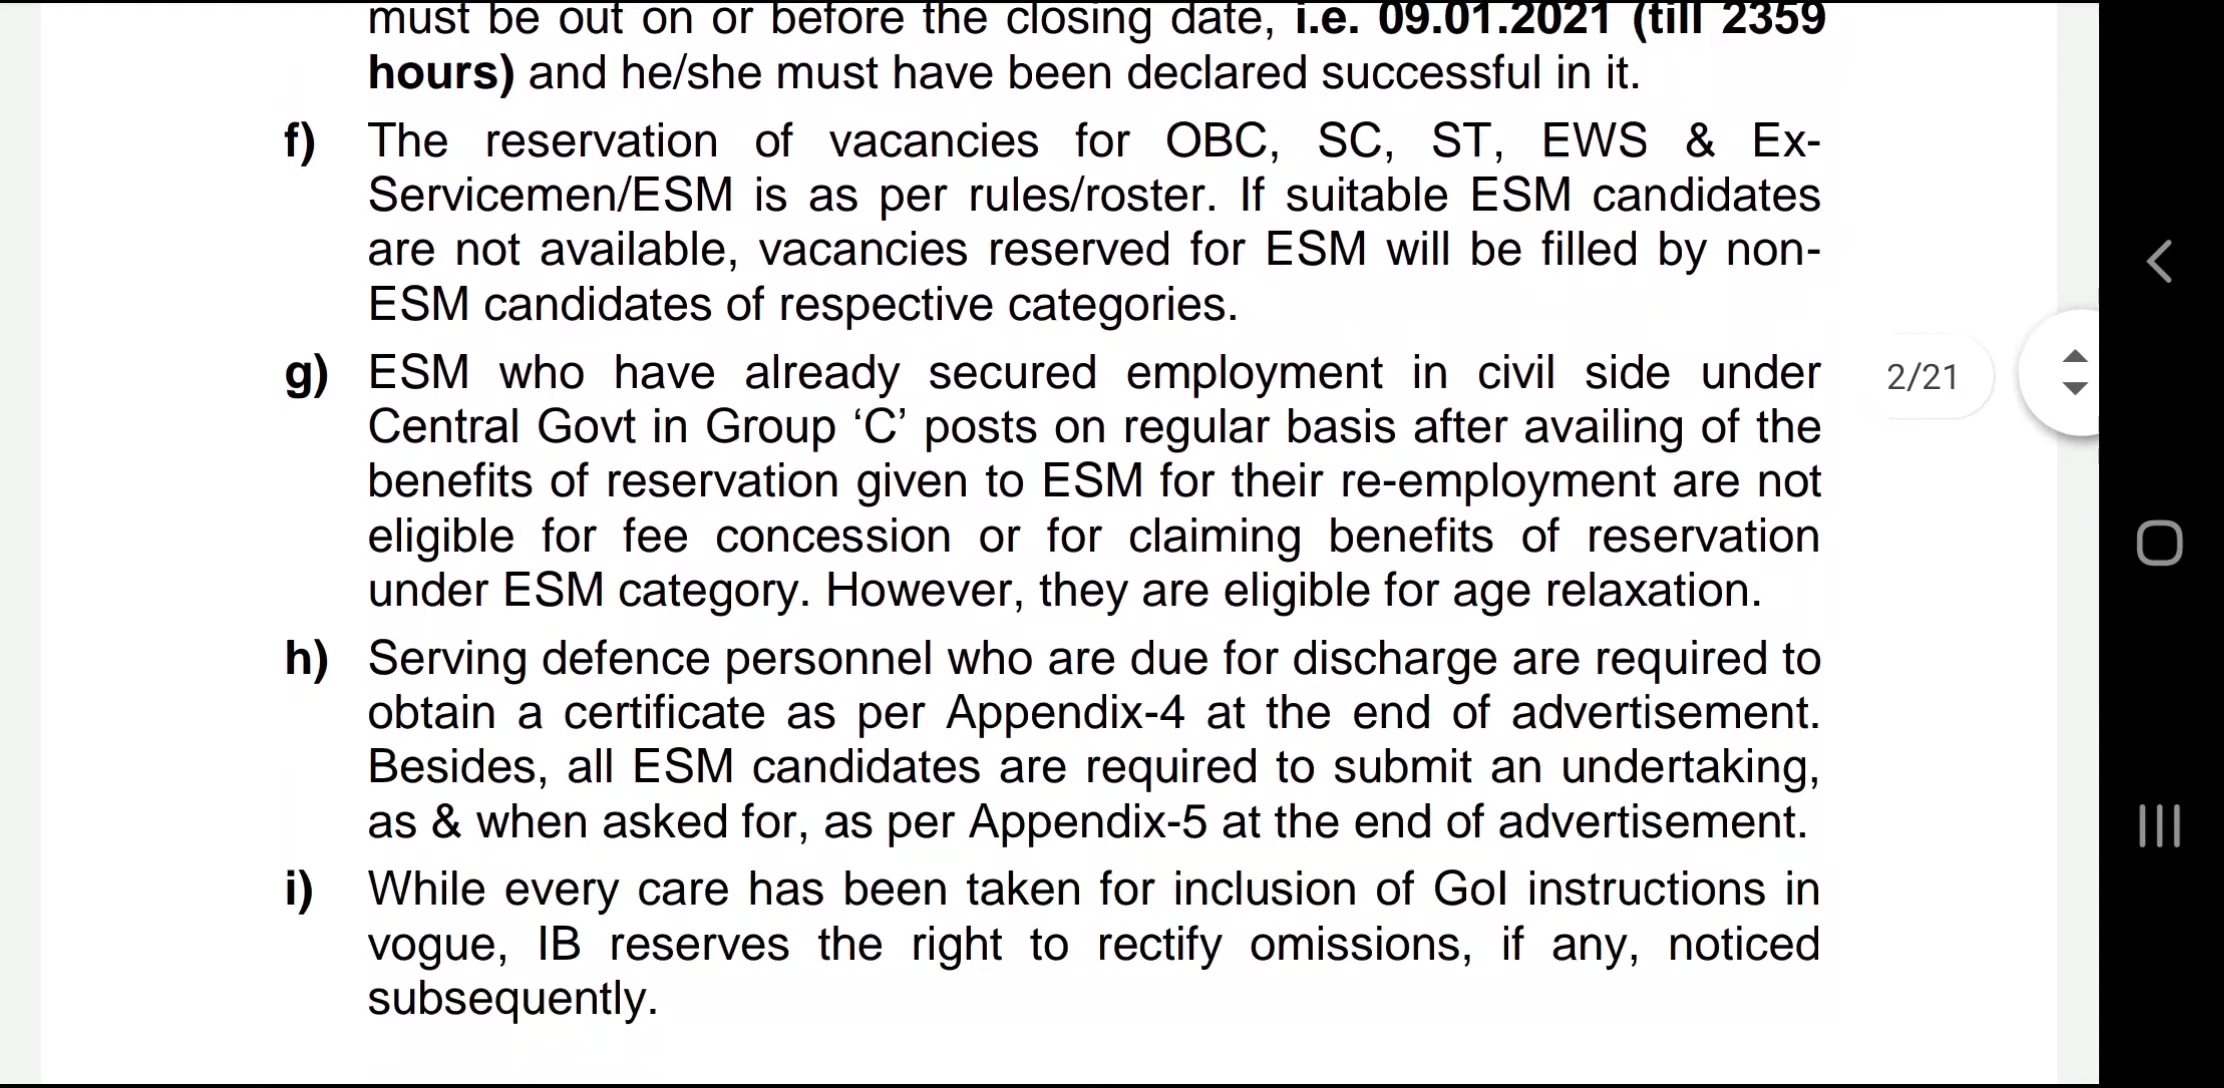 must be out on or before the closing date, i.e. 09.01.2021 (till 2359
hours) and he/she must have been declared successful in it.
f) The reservation of vacancies for OBC, SC, ST, EWS & Ex-
Servicemen/ESM is as per rules/roster. If suitable ESM candidates
are not available, vacancies reserved for ESM will be filled by non-
ESM candidates of respective categories.
g) ESM who have already secured employment in civil side under
Central Govt in Group ‘C’ posts on regular basis after availing of the
benefits of reservation given to ESM for their re-employment are not
eligible for fee concession or for claiming benefits of reservation
under ESM category. However, they are eligible for age relaxation.
h) Serving defence personnel who are due for discharge are required to
obtain a certificate as per Appendix-4 at the end of advertisement.
Besides, all ESM candidates are required to submit an undertaking,
as & when asked for, as per Appendix-5 at the end of advertisement.
i) While every care has been taken for inclusion of GoI instructions in
vogue, IB reserves the right to rectify omissions, if any, noticed
subsequently.
2/21